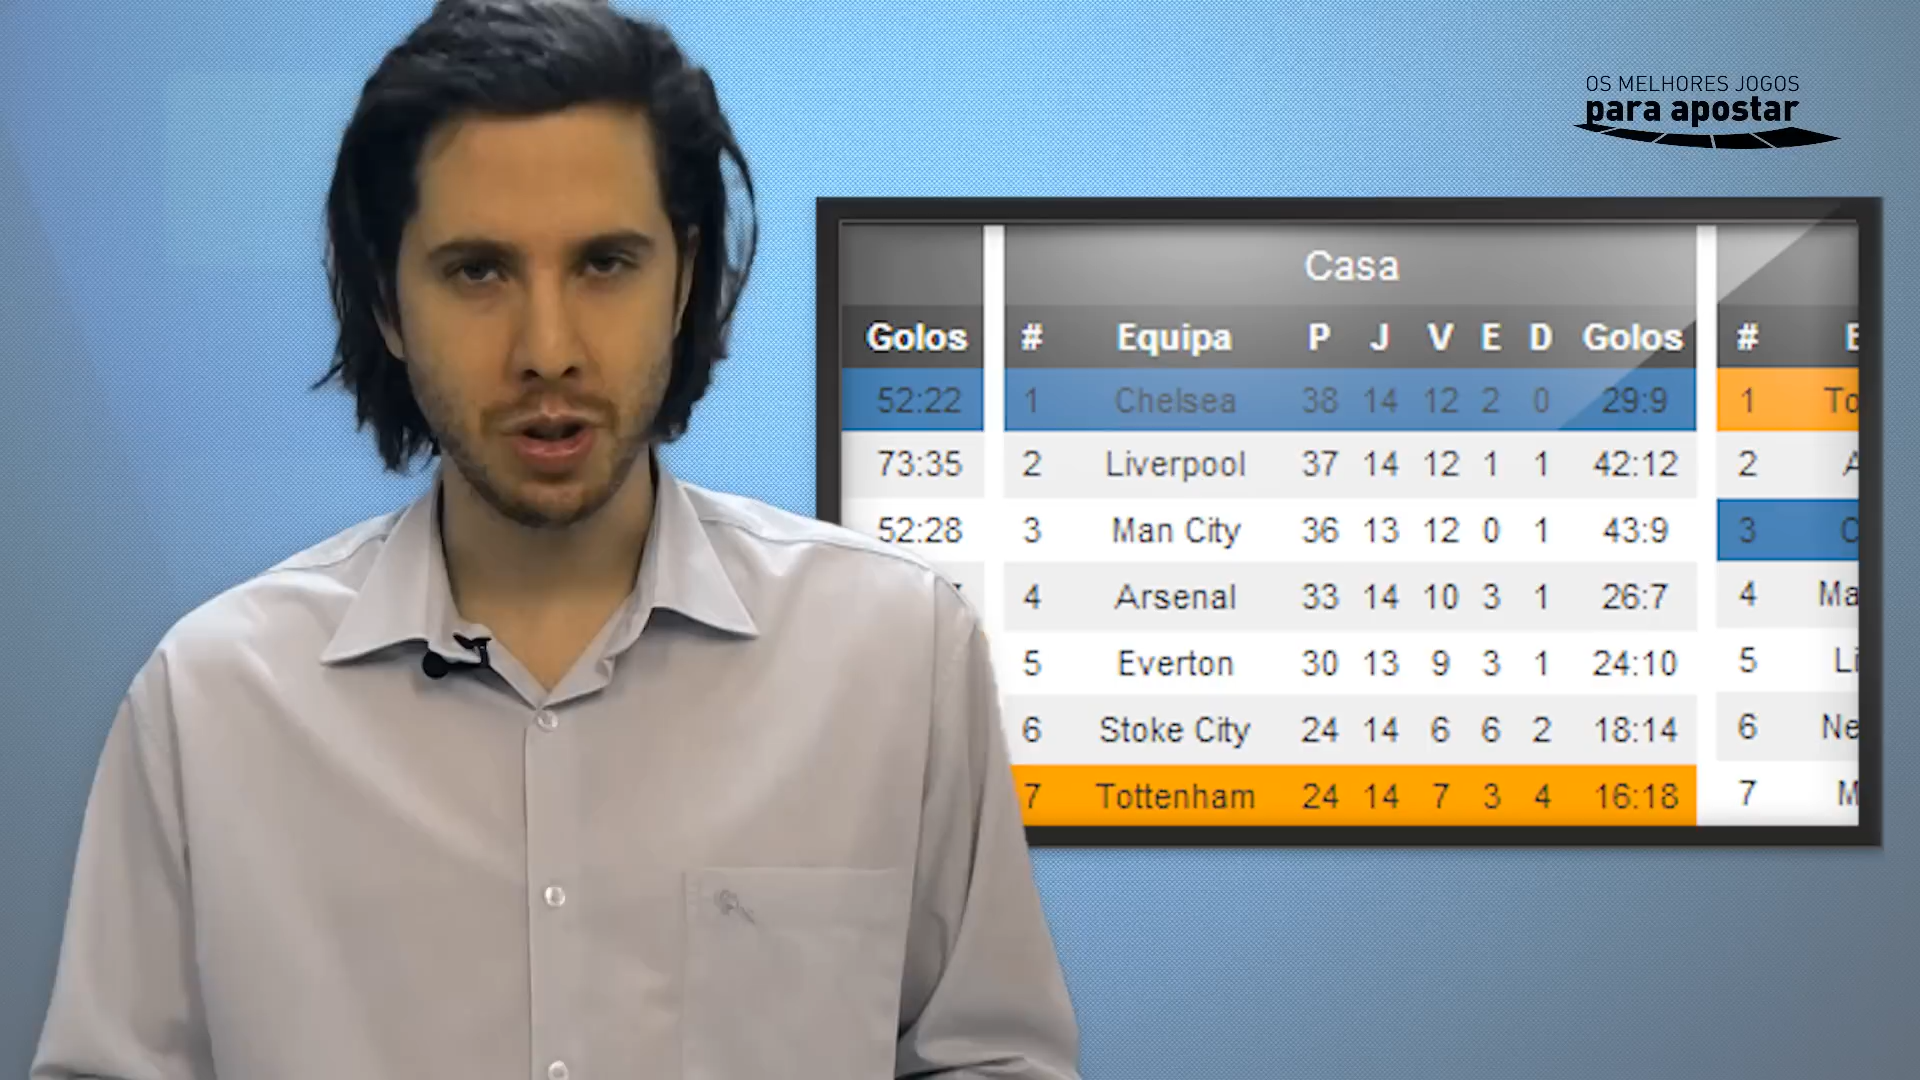 OS MELHORES JOGOS
para apostar
Casa
Golos # Equipa P J V E D Golos #
52:22 1 Chelsea 38 14 12 2 0 29:9 1 To
73:35 2 Liverpool 37 14 12 1 1 42:12 2
52:28 3 Man City 36 13 12 0 1 43:9 3
4 Arsenal 33 14 10 3 1 26:7 4 Ma
5 Everton 30 13 9 3 1 24:10 5 Li
6 Stoke City 24 14 6 6 2 18:14 6 Ne
7 Tottenham 24 14 7 3 4 16:18 7 M